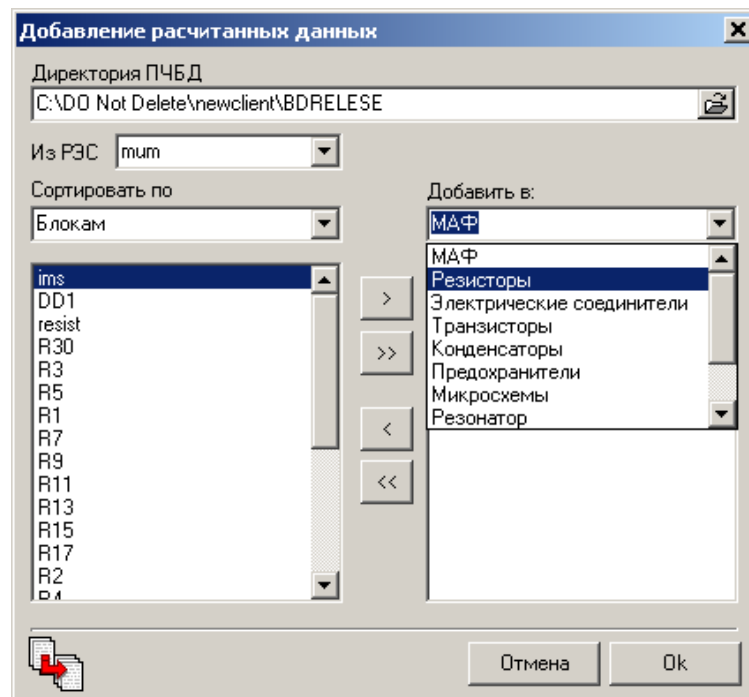 Добавление расчитанных данных
Директория ПЧБД
C:\DO Not Delete\newclient\BDRELESE
Из РЭС mum
Сортировать по
Блокам
Добавить в:
МАФ
ims
DD1
resist
R30
R3
R5
R1
R7
R9
R11
R13
R15
R17
R2
R4
>
>>
<
<<
МАФ
Резисторы
Электрические соединители
Транзисторы
Конденсаторы
Предохранители
Микросхемы
Резонатор
Отмена
Ok